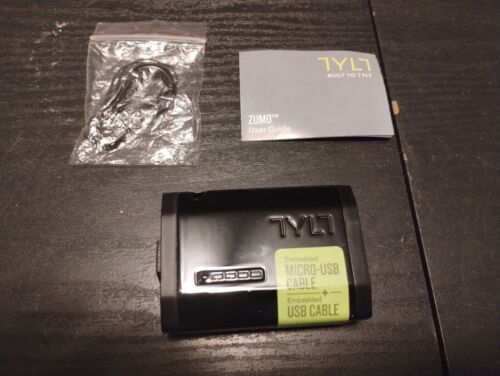 TYLT
BUILT TO TYLT
ZUMO™
User Guide
TYLT
Embedded
MICRO-USB
CABLE
+
Embedded
USB CABLE